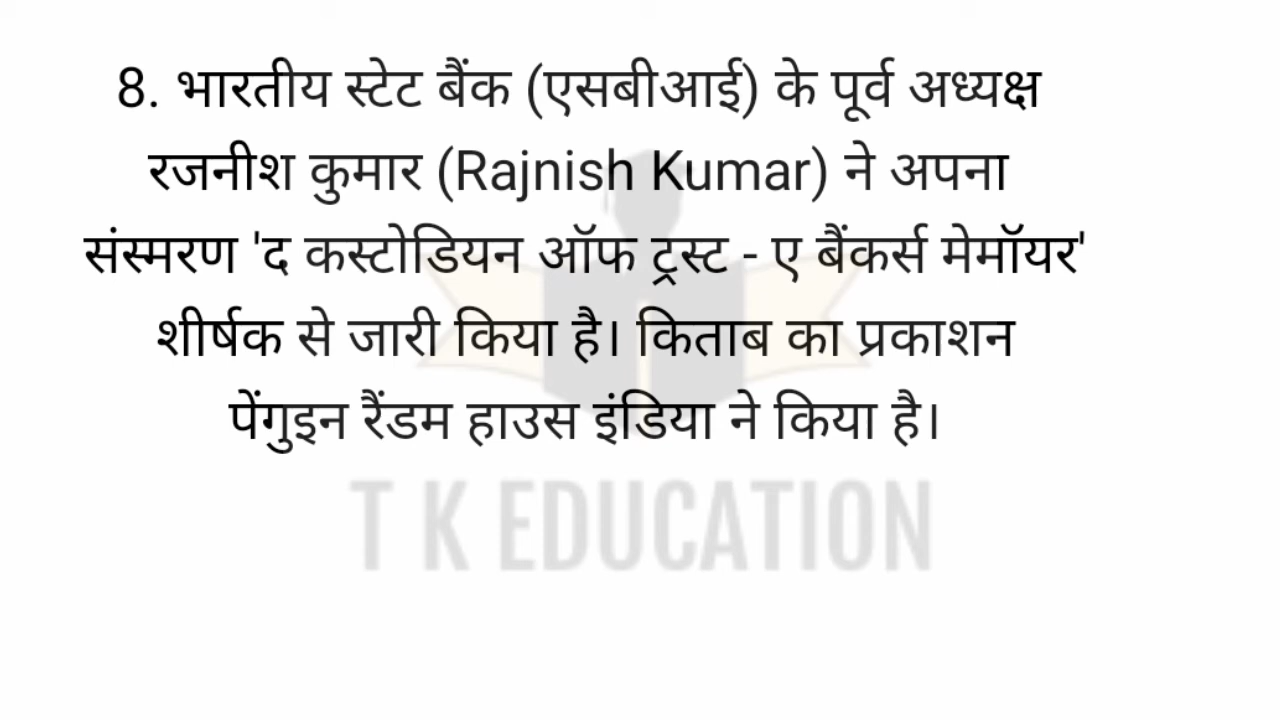 8. भारतीय स्टेट बैंक (एसबीआई) के पूर्व अध्यक्ष
रजनीश कुमार (Rajnish Kumar) ने अपना
संस्मरण 'द कस्टोडियन ऑफ ट्रस्ट - ए बैंकर्स मेमॉयर'
शीर्षक से जारी किया है। किताब का प्रकाशन
पेंगुइन रैंडम हाउस इंडिया ने किया है।
T K EDUCATION